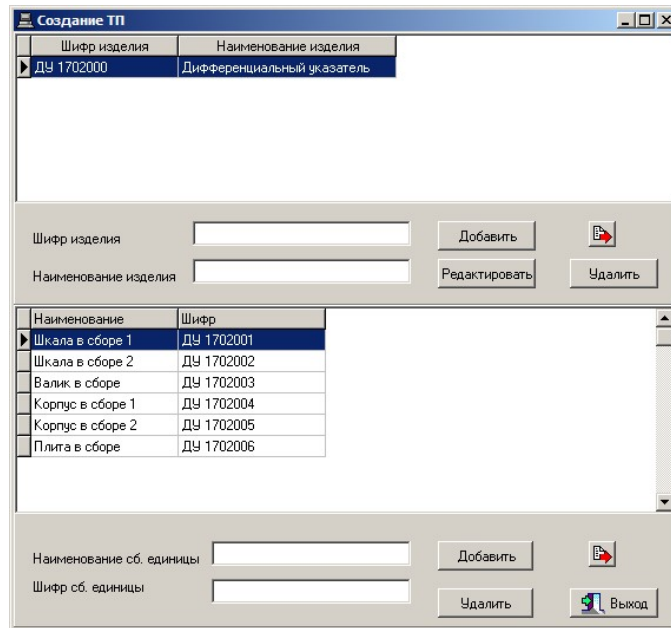 Создание ТП
Шифр изделия Наименование изделия
ДУ 1702000 Дифференциальный указатель
Шифр изделия Добавить
Наименование изделия Редактировать Удалить
Наименование Шифр
Шкала в сборе 1 ДУ 1702001
Шкала в сборе 2 ДУ 1702002
Валик в сборе ДУ 1702003
Корпус в сборе 1 ДУ 1702004
Корпус в сборе 2 ДУ 1702005
Плита в сборе ДУ 1702006
Наименование сб. единицы Добавить
Шифр сб. единицы
Удалить Выход